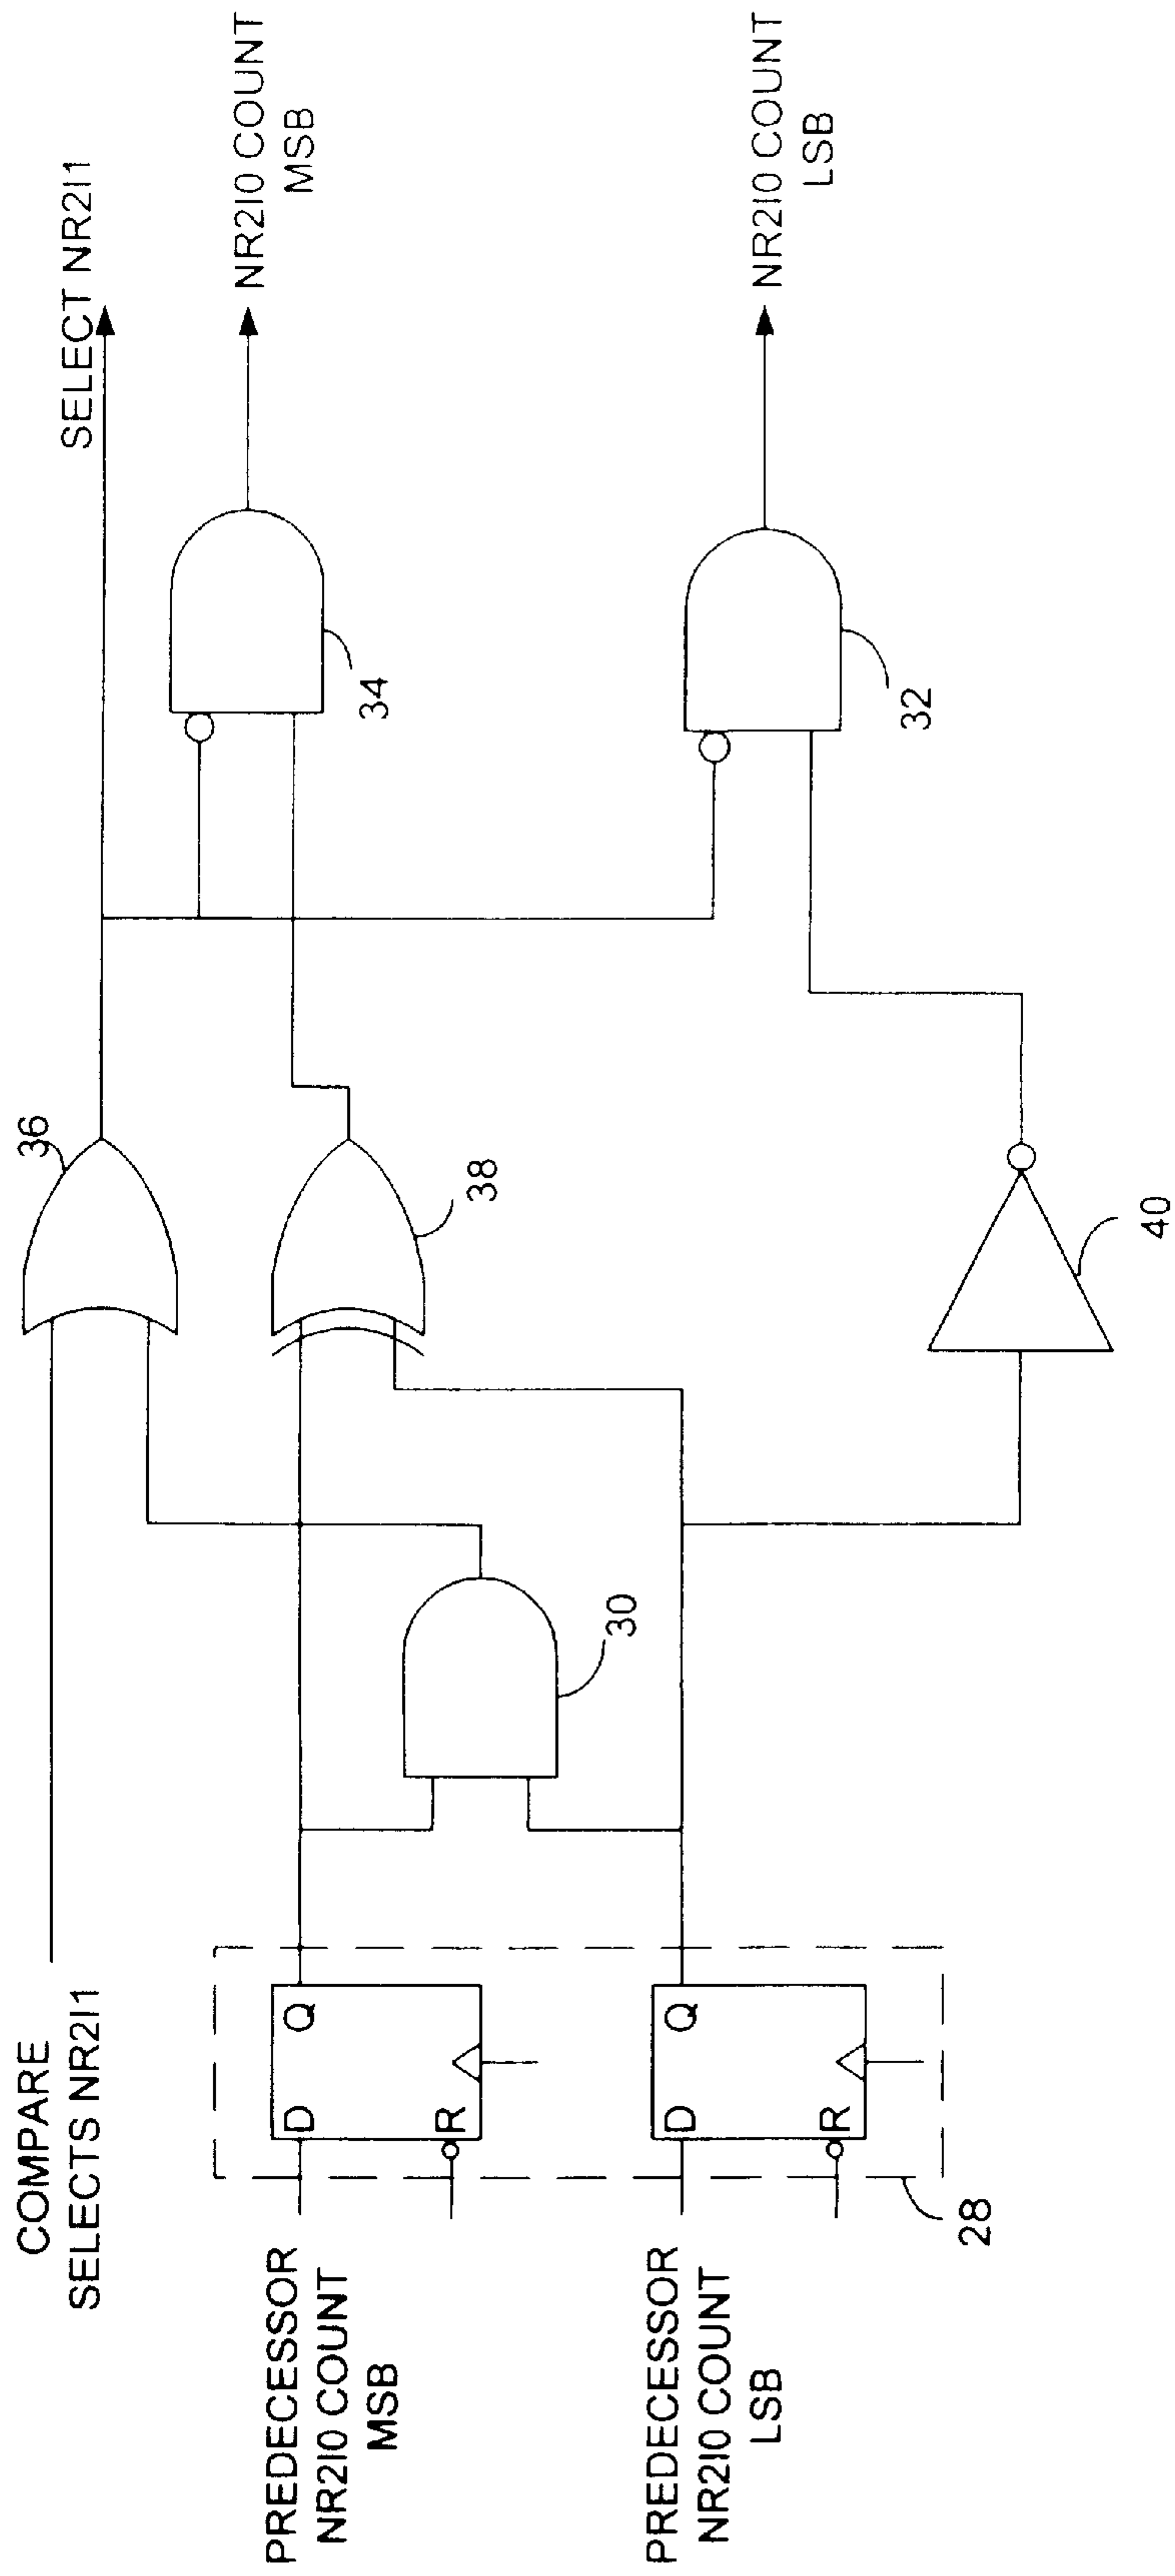 COMPARE
SELECTS NR2I1
PREDECESSOR
NR2I0 COUNT
MSB
PREDECESSOR
NR2I0 COUNT
LSB
D
Q
R
D
Q
R
28
30
36
38
40
34
32
SELECT NR2I1
NR2I0 COUNT
MSB
NR2I0 COUNT
LSB